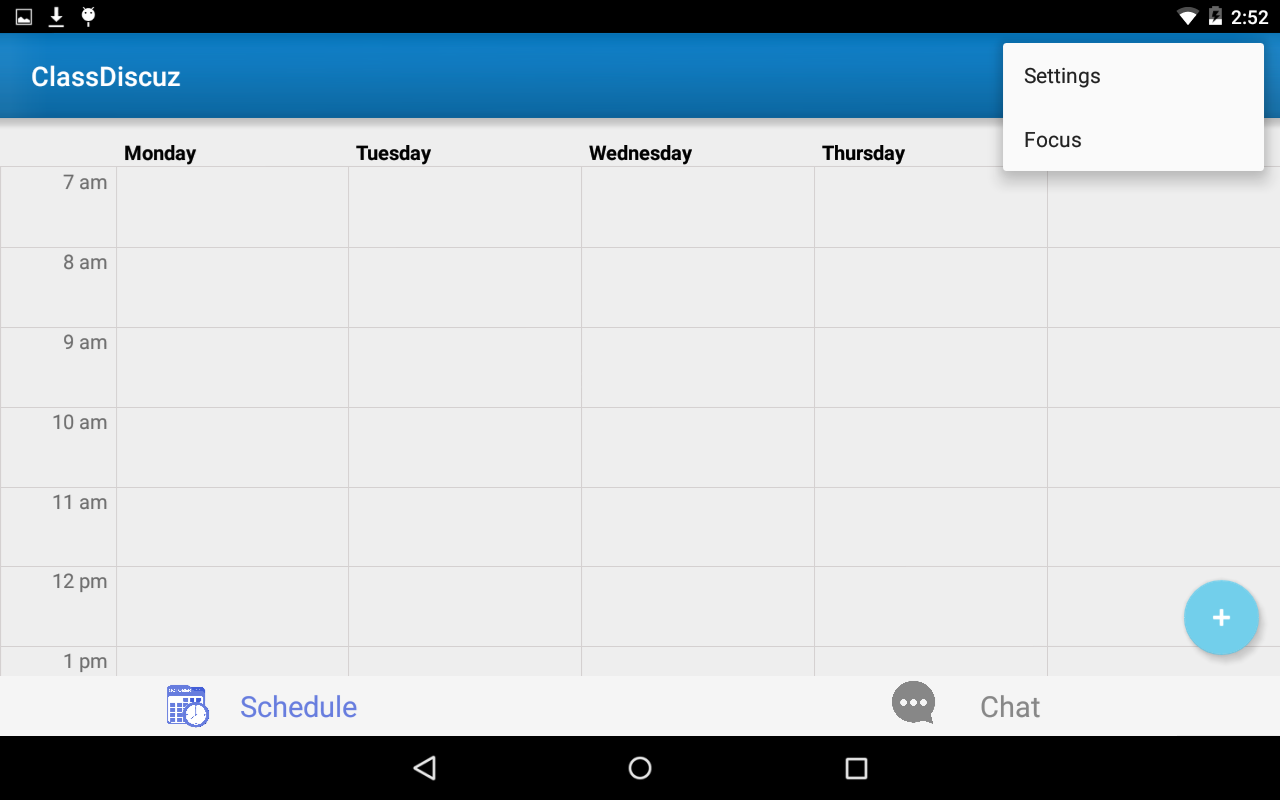 2:52
ClassDiscuz
Settings
Focus
Monday Tuesday Wednesday Thursday
7 am
8 am
9 am
10 am
11 am
12 pm
1 pm
Schedule
Chat